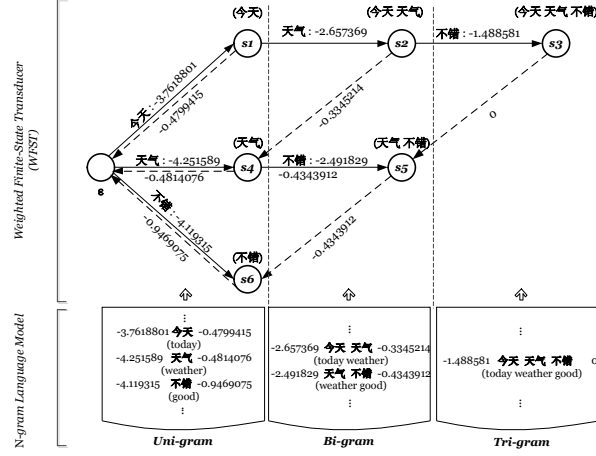 Weighted Finite-State Transducer
(WFST)
(今天)
(今天 天气)
(今天 天气 不错)
s1
天气 : -2.657369
s2
不错 : -1.488581
s3
今天 : -3.7618801
-0.4799415
-0.3345214
0
(天气)
(天气 不错)
天气 : -4.251589
-0.4814076
s4
不错 : -2.491829
-0.4343912
s5
ϵ
不错 : -4.119315
-0.9469075
(不错)
s6
-0.4343912
N-gram Language Model
...
-3.7618801 今天 -0.4799415
(today)
-4.251589 天气 -0.4814076
(weather)
-4.119315 不错 -0.9469075
(good)
...
Uni-gram
...
-2.657369 今天 天气 -0.3345214
(today weather)
-2.491829 天气 不错 -0.4343912
(weather good)
...
Bi-gram
...
-1.488581 今天 天气 不错 0
(today weather good)
...
Tri-gram